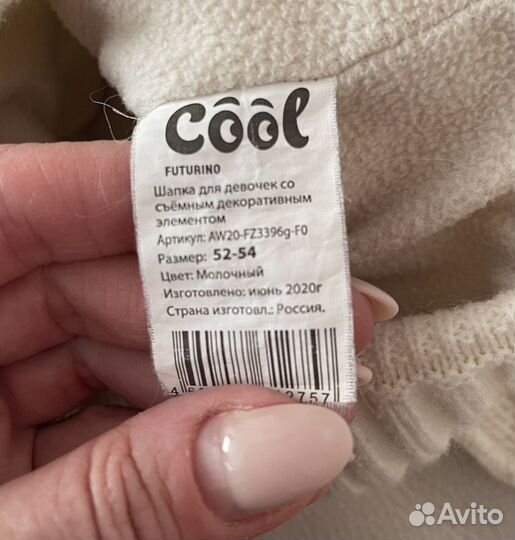 Cool
FUTURINO
Шапка для девочек со
съёмным декоративным
элементом
Артикул: AW20-FZ3396g-F0
Размер: 52-54
Цвет: Молочный
Изготовлено: июнь 2020г
Страна изготовл.: Россия.
Avito